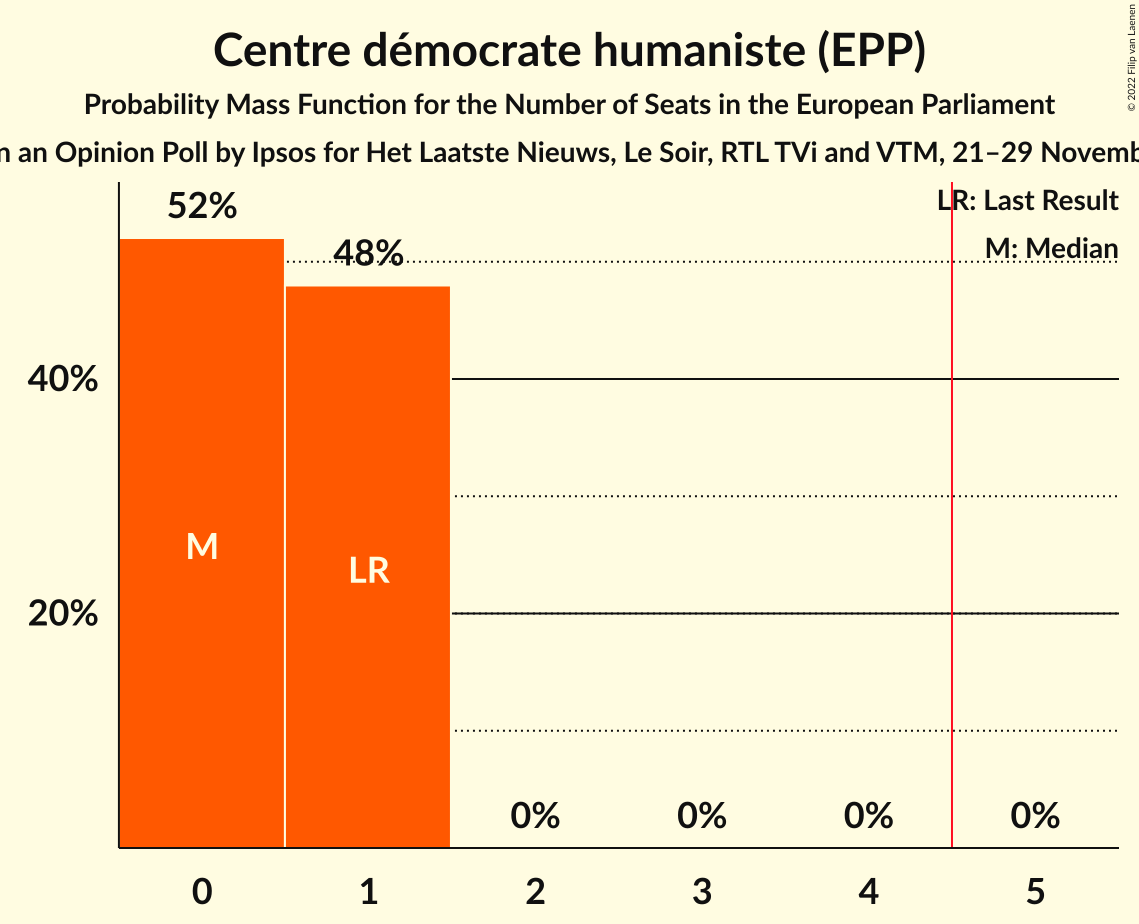 Centre démocrate humaniste (EPP)
Probability Mass Function for the Number of Seats in the European Parliament
an Opinion Poll by Ipsos for Het Laatste Nieuws, Le Soir, RTL TVi and VTM, 21–29
© 2022 Filip van Laenen
LR: Last Result
M: Median
52%
48%
40%
20%
M
LR
0%
0%
0%
0%
0
1
2
3
4
5